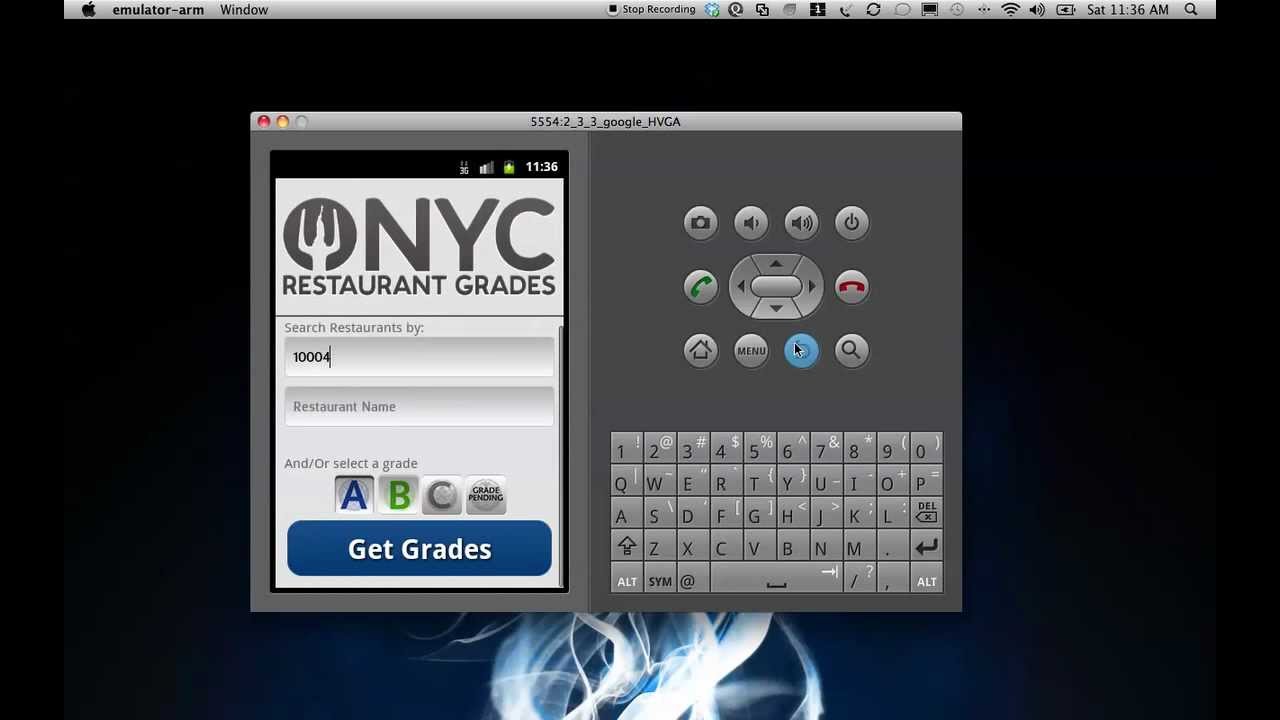 emulator-arm Window Stop Recording 1 Sat 11:36 AM
5554:2_3_3_google_HVGA
3G 11:36
NYC
RESTAURANT GRADES
Search Restaurants by:
10004
Restaurant Name
And/Or select a grade
A B C GRADE PENDING
Get Grades
MENU
1 ! 2 @ 3 # 4 $ 5 % 6 ^ 7 & 8 * 9 ( 0 )
Q W ~ E “ R ` T { Y } U _ I - O + P =
A S \ D ' F [ G ] H < J > K ; L : DEL
Z X C V B N M .
ALT SYM @ / ? , ALT